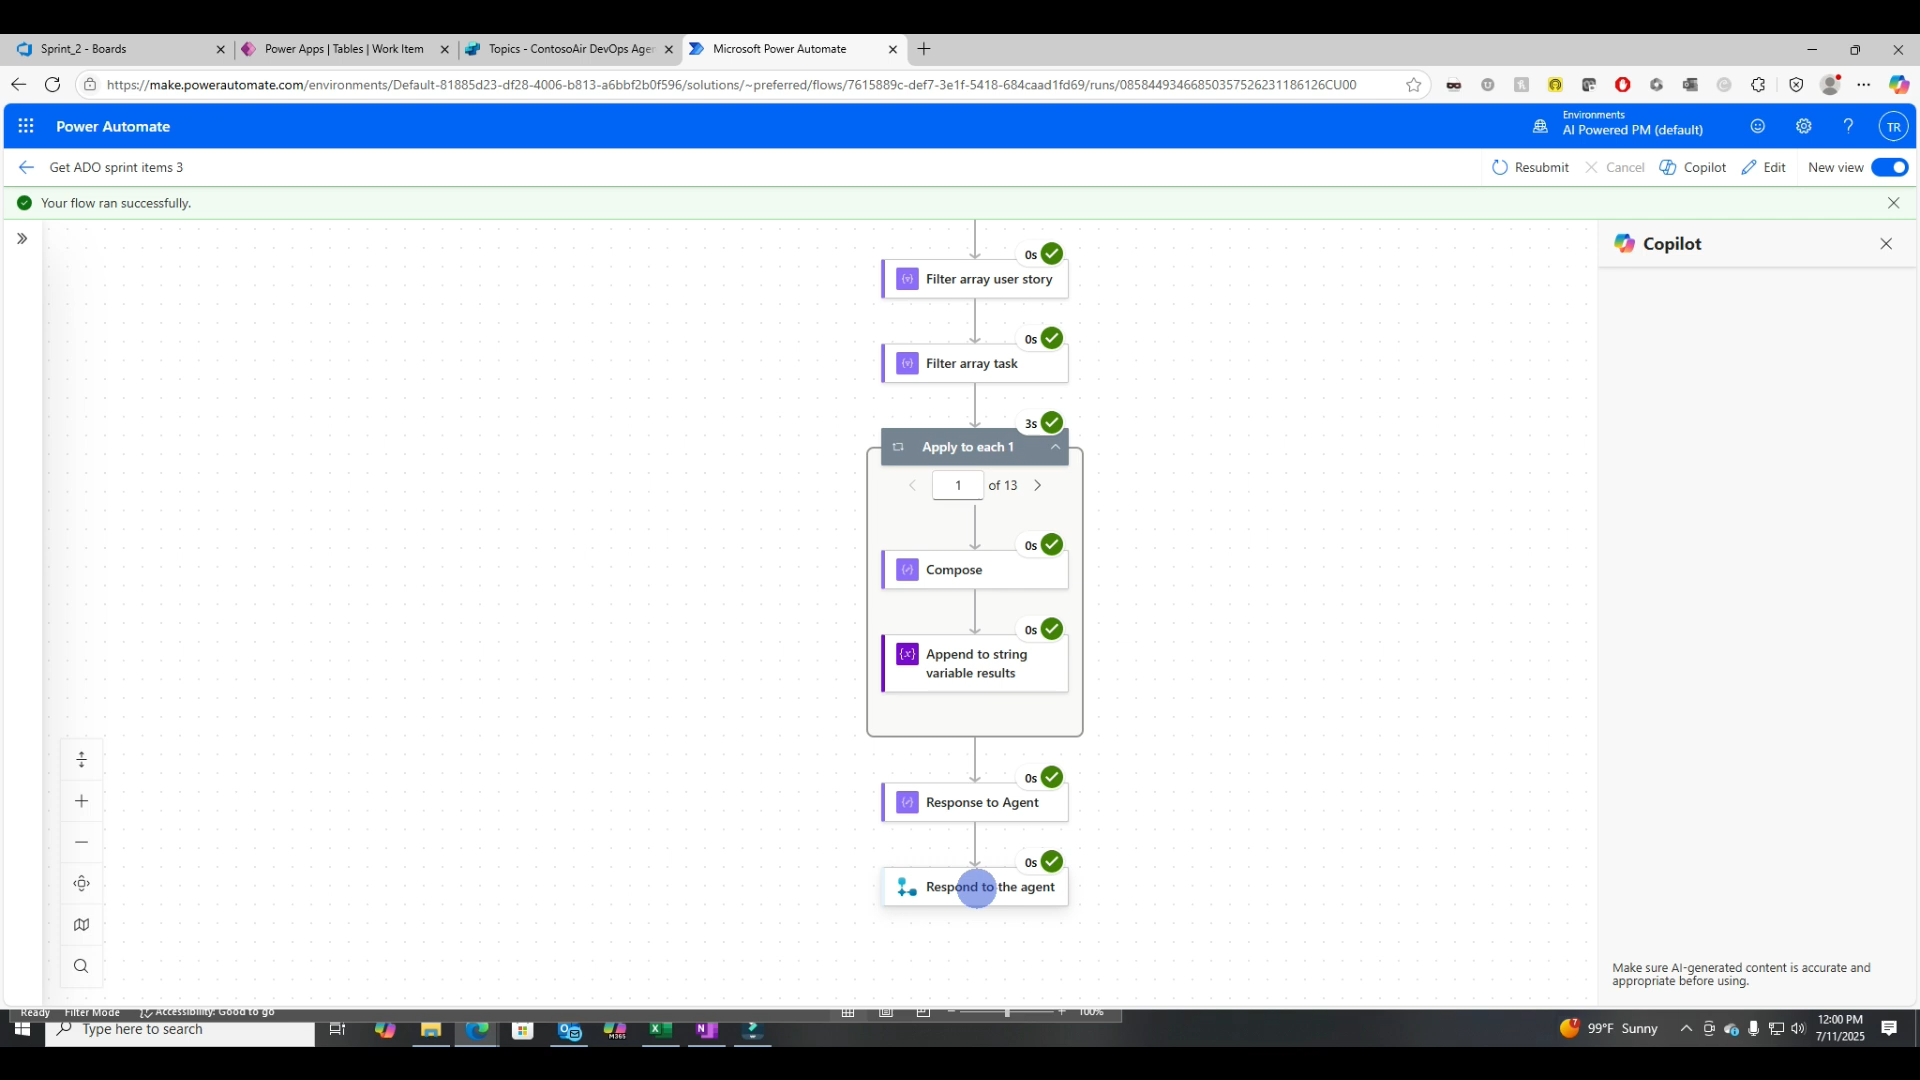 Sprint_2 - Boards
Power Apps | Tables | Work Item
Topics - ContosoAir DevOps Age
Microsoft Power Automate
https://make.powerautomate.com/environments/Default-81885d23-df28-4006-b813-a6bbf2b0f596/solutions/~preferred/flows/7615889c-def7-3e1f-5418-684caad1fd69/runs/08584493466850357526231186126CU00
Power Automate
Environments
AI Powered PM (default)
TR
Get ADO sprint items 3
Resubmit
Cancel
Copilot
Edit
New view
Your flow ran successfully.
Copilot
0s
Filter array user story
0s
Filter array task
3s
Apply to each 1
1 of 13
0s
Compose
0s
Append to string
variable results
0s
Response to Agent
0s
Respond to the agent
Make sure AI-generated content is accurate and
appropriate before using.
Ready
Filter Mode
Accessibility: Good to go
100%
Type here to search
M365
99°F Sunny
12:00 PM
7/11/2025